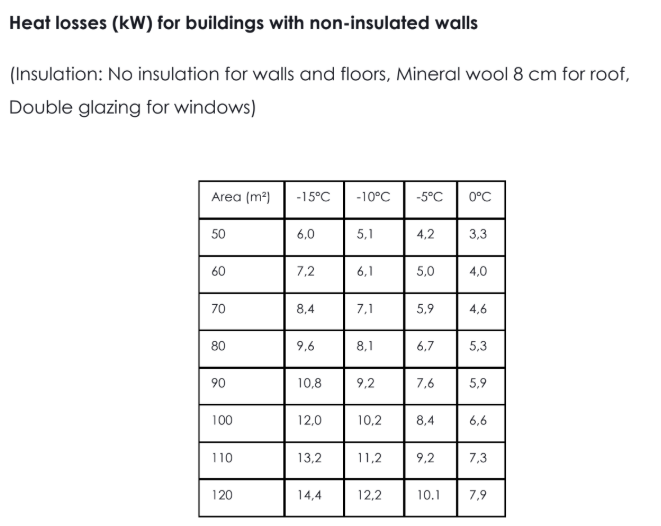 Heat losses (kW) for buildings with non-insulated walls
(Insulation: No insulation for walls and floors, Mineral wool 8 cm for roof,
Double glazing for windows)
Area (m²) -15°C -10°C -5°C 0°C
50 6,0 5,1 4,2 3,3
60 7,2 6,1 5,0 4,0
70 8,4 7,1 5,9 4,6
80 9,6 8,1 6,7 5,3
90 10,8 9,2 7,6 5,9
100 12,0 10,2 8,4 6,6
110 13,2 11,2 9,2 7,3
120 14,4 12,2 10.1 7,9